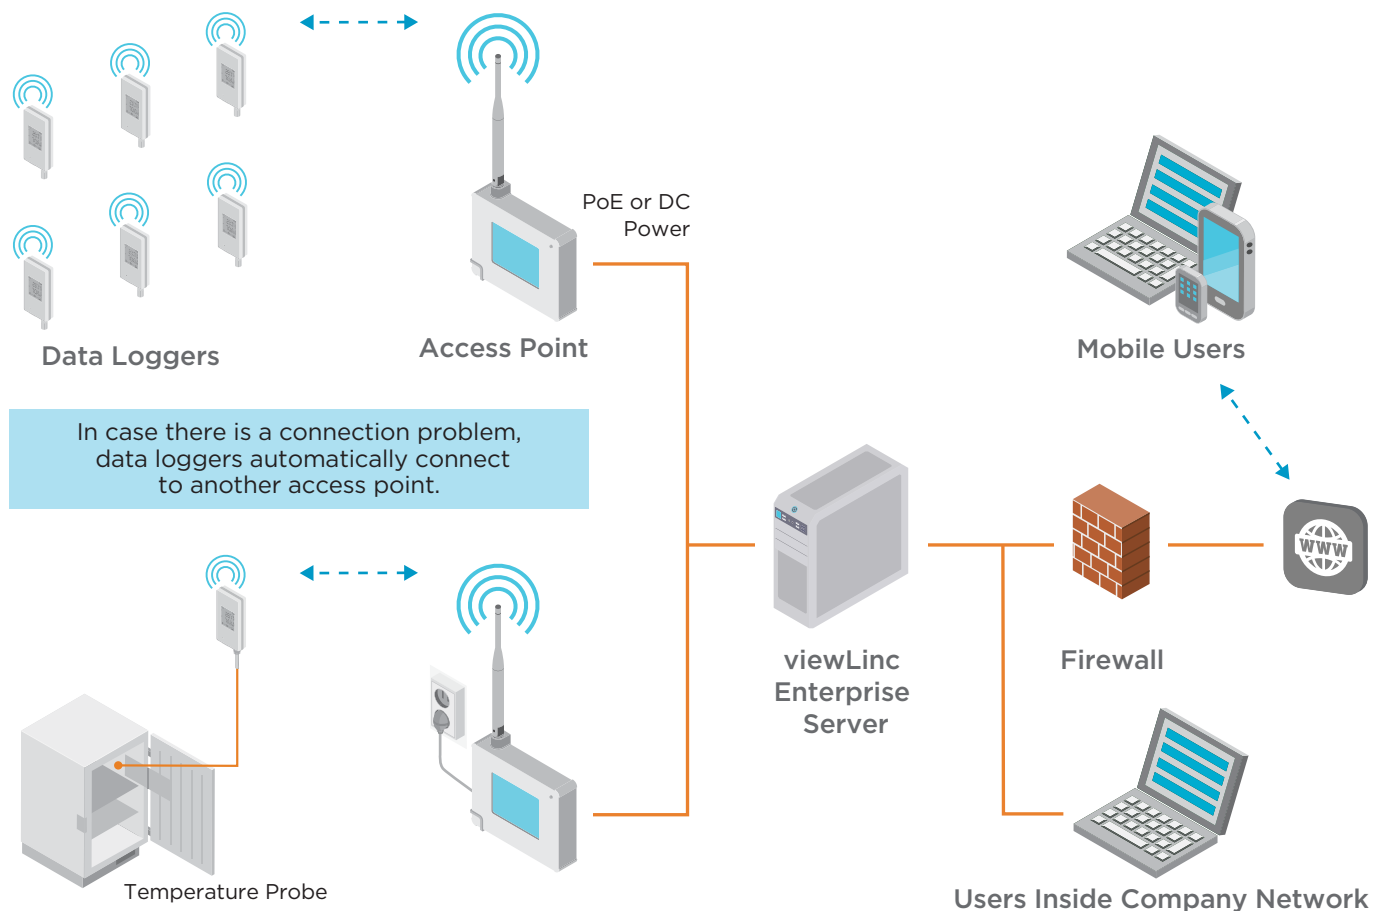 PoE or DC
Power
Data Loggers
Access Point
Mobile Users
In case there is a connection problem,
data loggers automatically connect
to another access point.
WWW
viewLinc
Enterprise
Server
Firewall
Temperature Probe
Users Inside Company Network